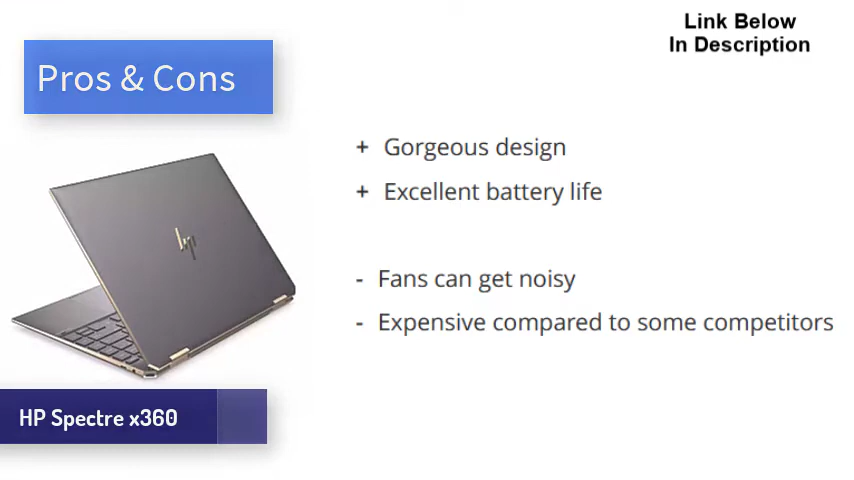 Link Below
In Description
Pros & Cons
+ Gorgeous design
+ Excellent battery life
- Fans can get noisy
- Expensive compared to some competitors
hp
HP Spectre x360